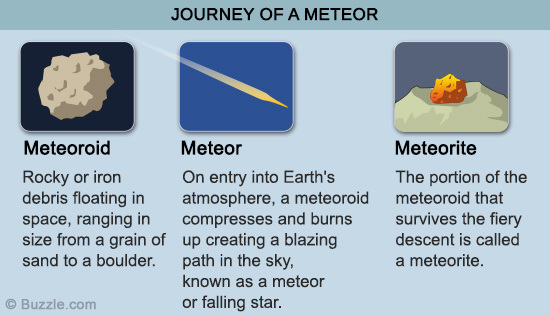 JOURNEY OF A METEOR
Meteoroid
Rocky or iron
debris floating in
space, ranging in
size from a grain of
sand to a boulder.
Meteor
On entry into Earth's
atmosphere, a meteoroid
compresses and burns
up creating a blazing
path in the sky,
known as a meteor
or falling star.
Meteorite
The portion of the
meteoroid that
survives the fiery
descent is called
a meteorite.
© Buzzle.com